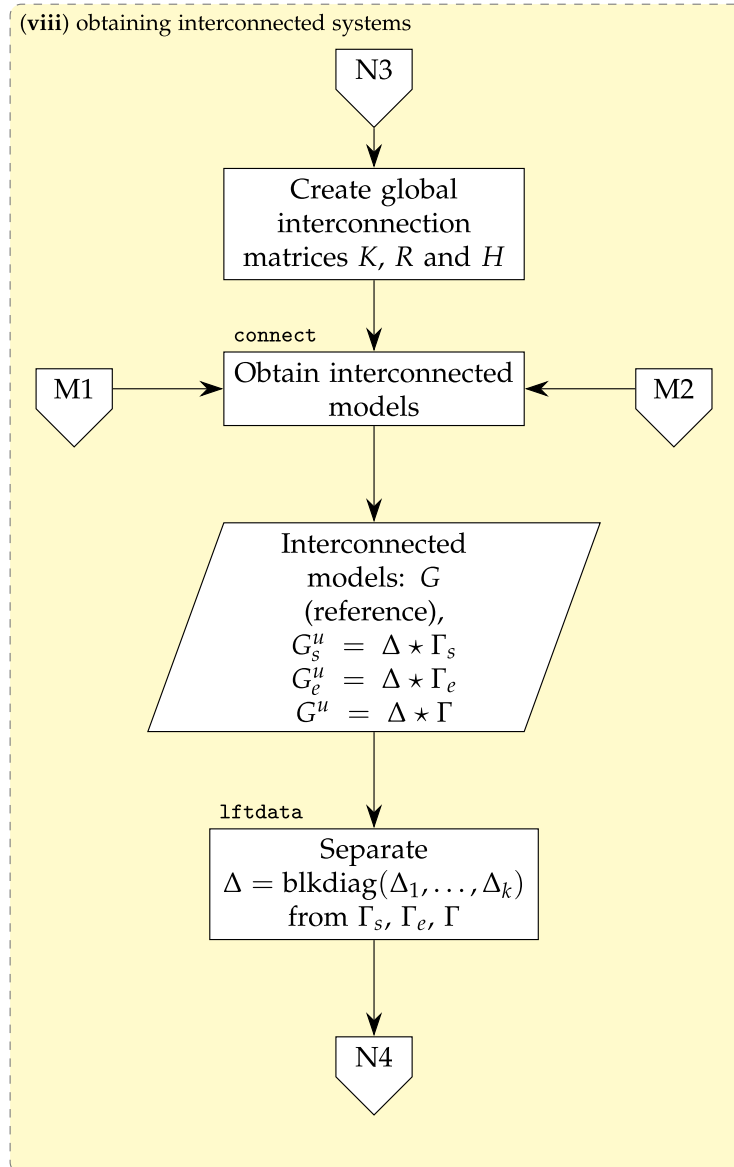 (viii) obtaining interconnected systems
N3
Create global
interconnection
matrices K, R and H
connect
M1
Obtain interconnected
models
M2
Interconnected
models: G
(reference),
G_s^u = Δ ⋆ Γ_s
G_e^u = Δ ⋆ Γ_e
G^u = Δ ⋆ Γ
lftdata
Separate
Δ = blkdiag(Δ_1, . . . , Δ_k)
from Γ_s, Γ_e, Γ
N4